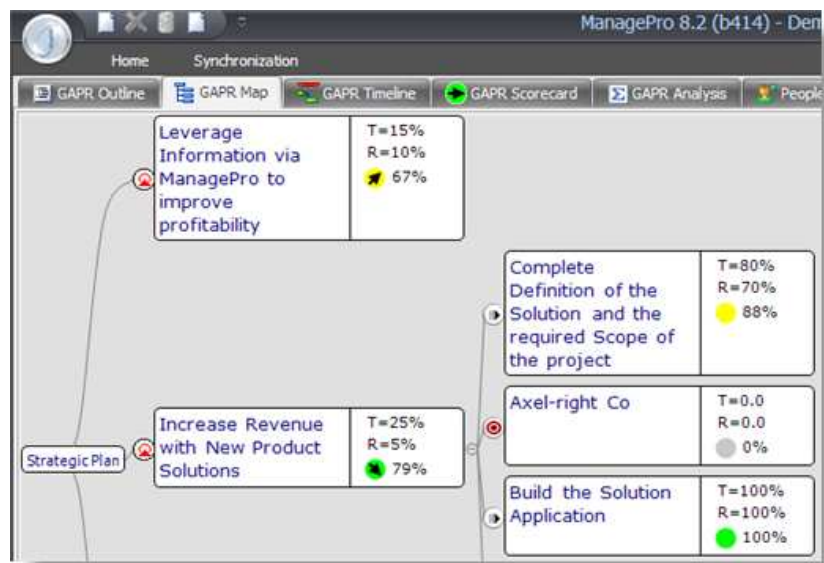 ManagePro 8.2 (b414) - Dem
Home Synchronization
GAPR Outline GAPR Map GAPR Timeline GAPR Scorecard GAPR Analysis People
Leverage
Information via
ManagePro to
improve
profitability
T=15%
R=10%
67%
Complete
Definition of the
Solution and the
required Scope of
the project
T=80%
R=70%
88%
Axel-right Co
T=0.0
R=0.0
0%
Strategic Plan
Increase Revenue
with New Product
Solutions
T=25%
R=5%
79%
Build the Solution
Application
T=100%
R=100%
100%